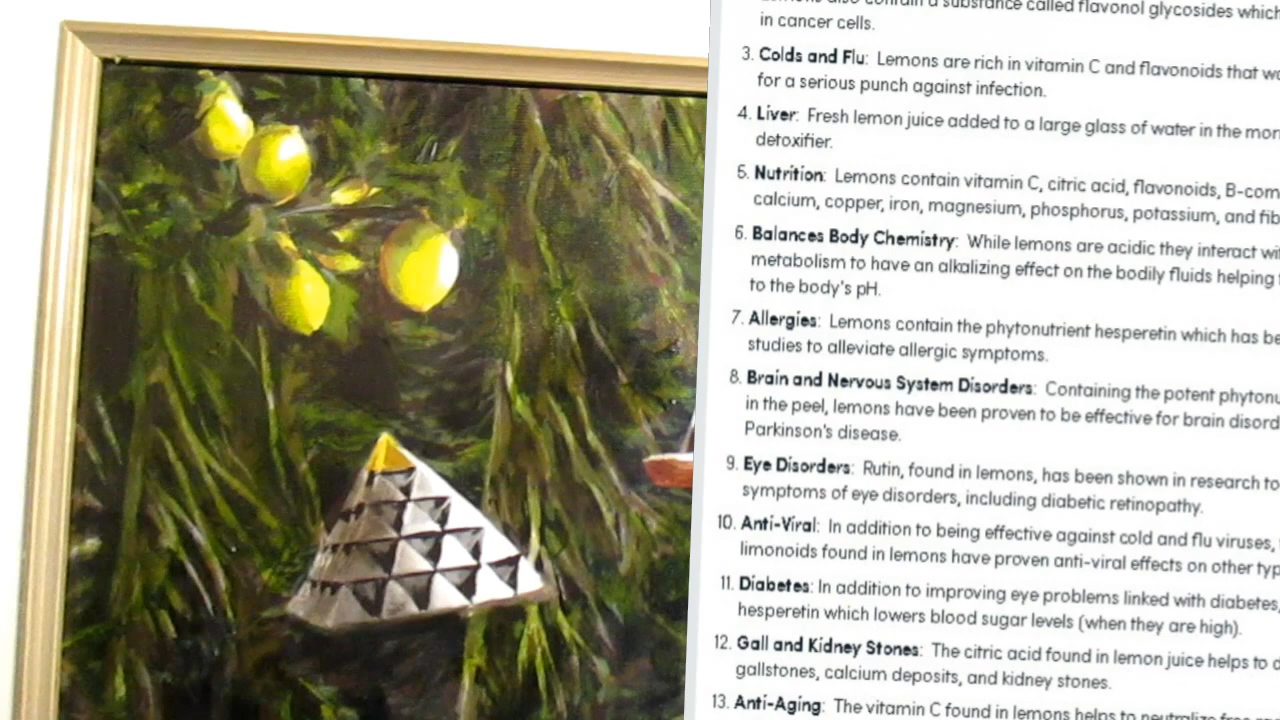 Lemons also contain a substance called flavonol glycosides which
in cancer cells.
3. Colds and Flu: Lemons are rich in vitamin C and flavonoids that
for a serious punch against infection.
4. Liver: Fresh lemon juice added to a large glass of water in the
detoxifier.
5. Nutrition: Lemons contain vitamin C, citric acid, flavonoids,
calcium, copper, iron, magnesium, phosphorus, potassium, and
6. Balances Body Chemistry: While lemons are acidic they interact
metabolism to have an alkalizing effect on the bodily fluids helping
to the body's pH.
7. Allergies: Lemons contain the phytonutrient hesperetin which has
studies to alleviate allergic symptoms.
8. Brain and Nervous System Disorders: Containing the potent
in the peel, lemons have been proven to be effective for brain
Parkinson's disease.
9. Eye Disorders: Rutin, found in lemons, has been shown in research to
symptoms of eye disorders, including diabetic retinopathy.
10. Anti-Viral: In addition to being effective against cold and flu viruses,
limonoids found in lemons have proven anti-viral effects on other
11. Diabetes: In addition to improving eye problems linked with diabetes,
hesperetin which lowers blood sugar levels (when they are high).
12. Gall and Kidney Stones: The citric acid found in lemon juice helps to
gallstones, calcium deposits, and kidney stones.
13. Anti-Aging: The vitamin C found in lemons helps to neutralize free